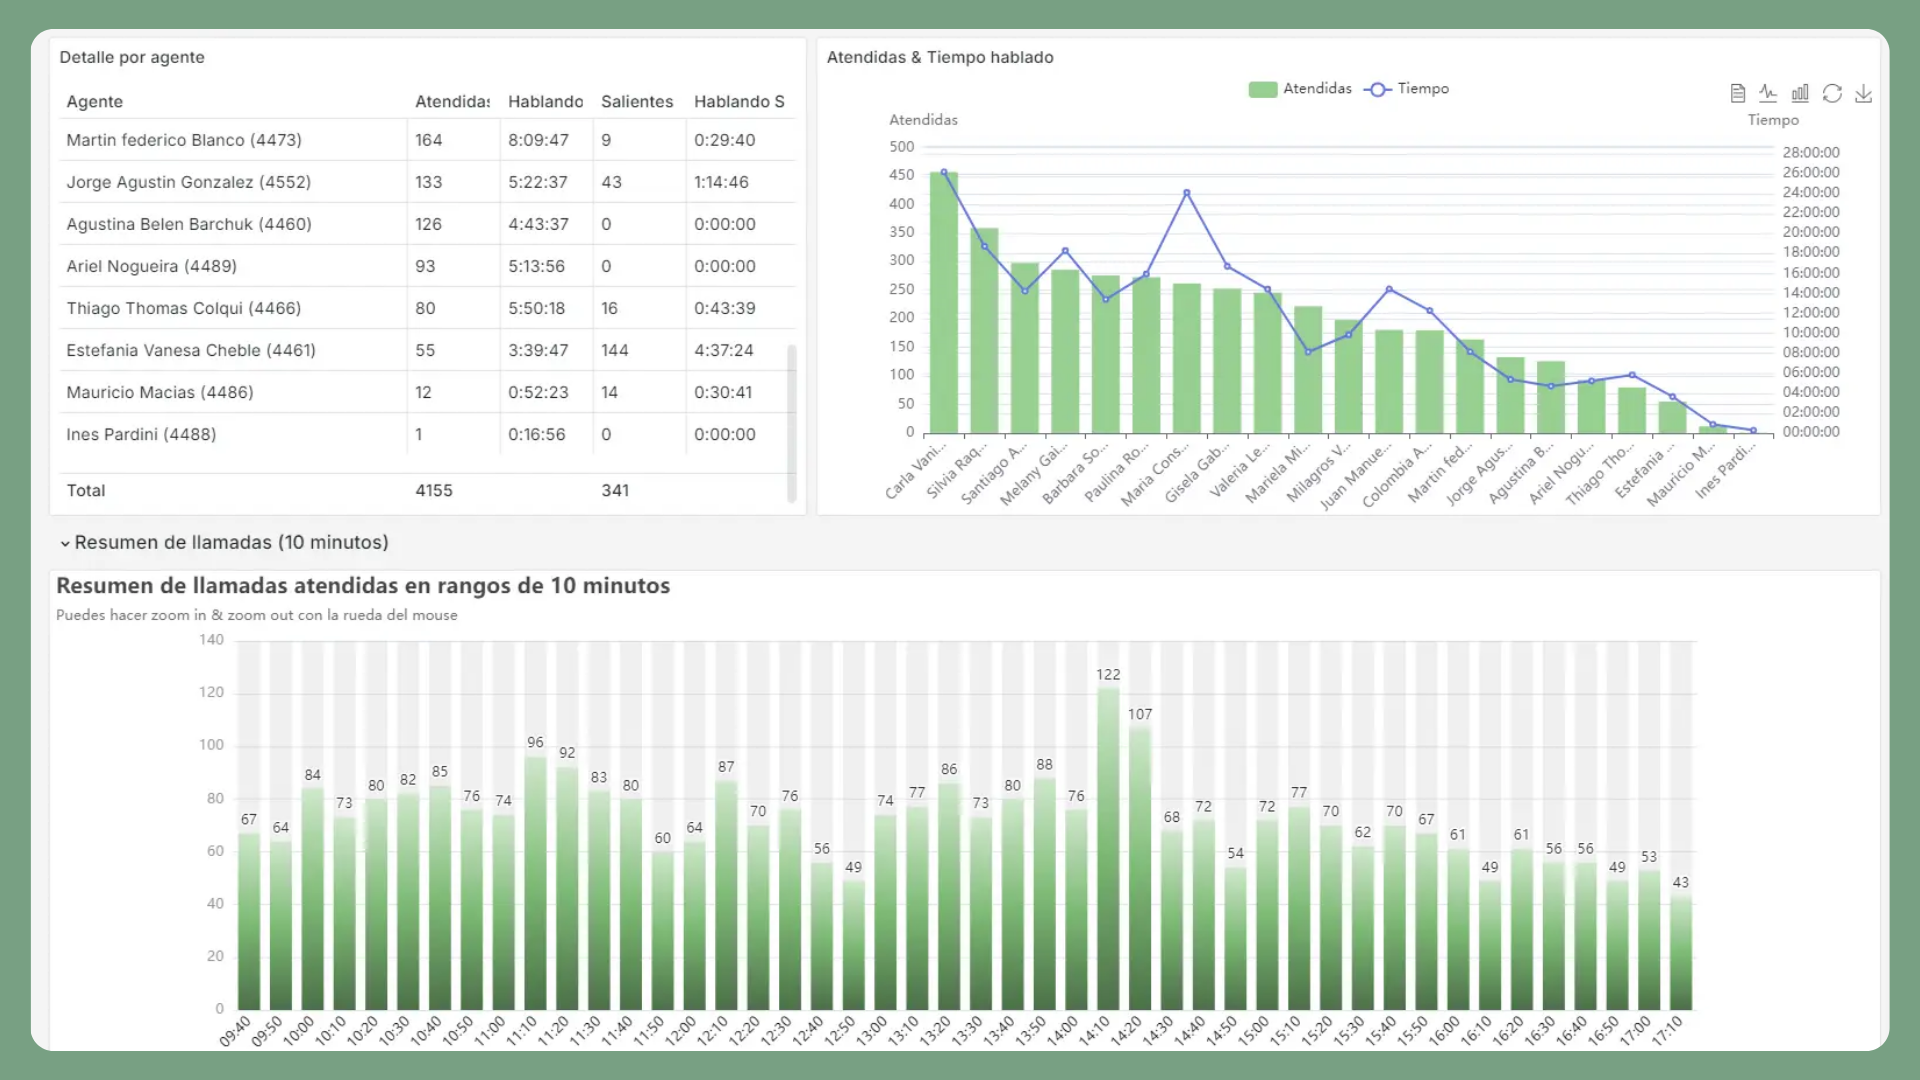 Detalle por agente
Agente Atendidas Hablando Salientes Hablando S
Martin federico Blanco (4473) 164 8:09:47 9 0:29:40
Jorge Agustin Gonzalez (4552) 133 5:22:37 43 1:14:46
Agustina Belen Barchuk (4460) 126 4:43:37 0 0:00:00
Ariel Nogueira (4489) 93 5:13:56 0 0:00:00
Thiago Thomas Colqui (4466) 80 5:50:18 16 0:43:39
Estefania Vanesa Cheble (4461) 55 3:39:47 144 4:37:24
Mauricio Macias (4486) 12 0:52:23 14 0:30:41
Ines Pardini (4488) 1 0:16:56 0 0:00:00
Total 4155 341
Atendidas & Tiempo hablado
Atendidas Tiempo
Atendidas
Tiempo
500
450
400
350
300
250
200
150
100
50
0
28:00:00
26:00:00
24:00:00
22:00:00
20:00:00
18:00:00
16:00:00
14:00:00
12:00:00
10:00:00
08:00:00
06:00:00
04:00:00
02:00:00
00:00:00
Carla Vani...
Silvia Raq...
Santiago A...
Melany Gai...
Barbara So...
Paulina Ro...
Maria Cons...
Gisela Gab...
Valeria Le...
Mariela Mi...
Milagros V...
Juan Manue...
Colombia A...
Martin fed...
Jorge Agus...
Agustina B...
Ariel Nogu...
Thiago Tho...
Estefania ...
Mauricio M...
Ines Pardi...
Resumen de llamadas (10 minutos)
Resumen de llamadas atendidas en rangos de 10 minutos
Puedes hacer zoom in & zoom out con la rueda del mouse
140
120
100
80
60
40
20
0
67 64 84 73 80 82 85 76 74 96 92 83 80 60 64 87 70 76 56 49 74 77 86 73 80 88 76 122 107 68 72 54 72 77 70 62 70 67 61 49 61 56 56 49 53 43
09:40 09:50 10:00 10:10 10:20 10:30 10:40 10:50 11:00 11:10 11:20 11:30 11:40 11:50 12:00 12:10 12:20 12:30 12:40 12:50 13:00 13:10 13:20 13:30 13:40 13:50 14:00 14:10 14:20 14:30 14:40 14:50 15:00 15:10 15:20 15:30 15:40 15:50 16:00 16:10 16:20 16:30 16:40 16:50 17:00 17:10